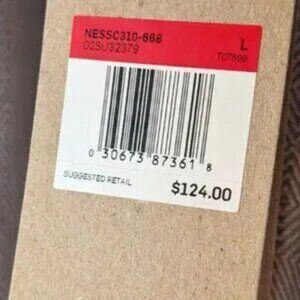 NESSC310-668 L
02SU32379 T07599
0 30673 87361 8
SUGGESTED RETAIL
$124.00